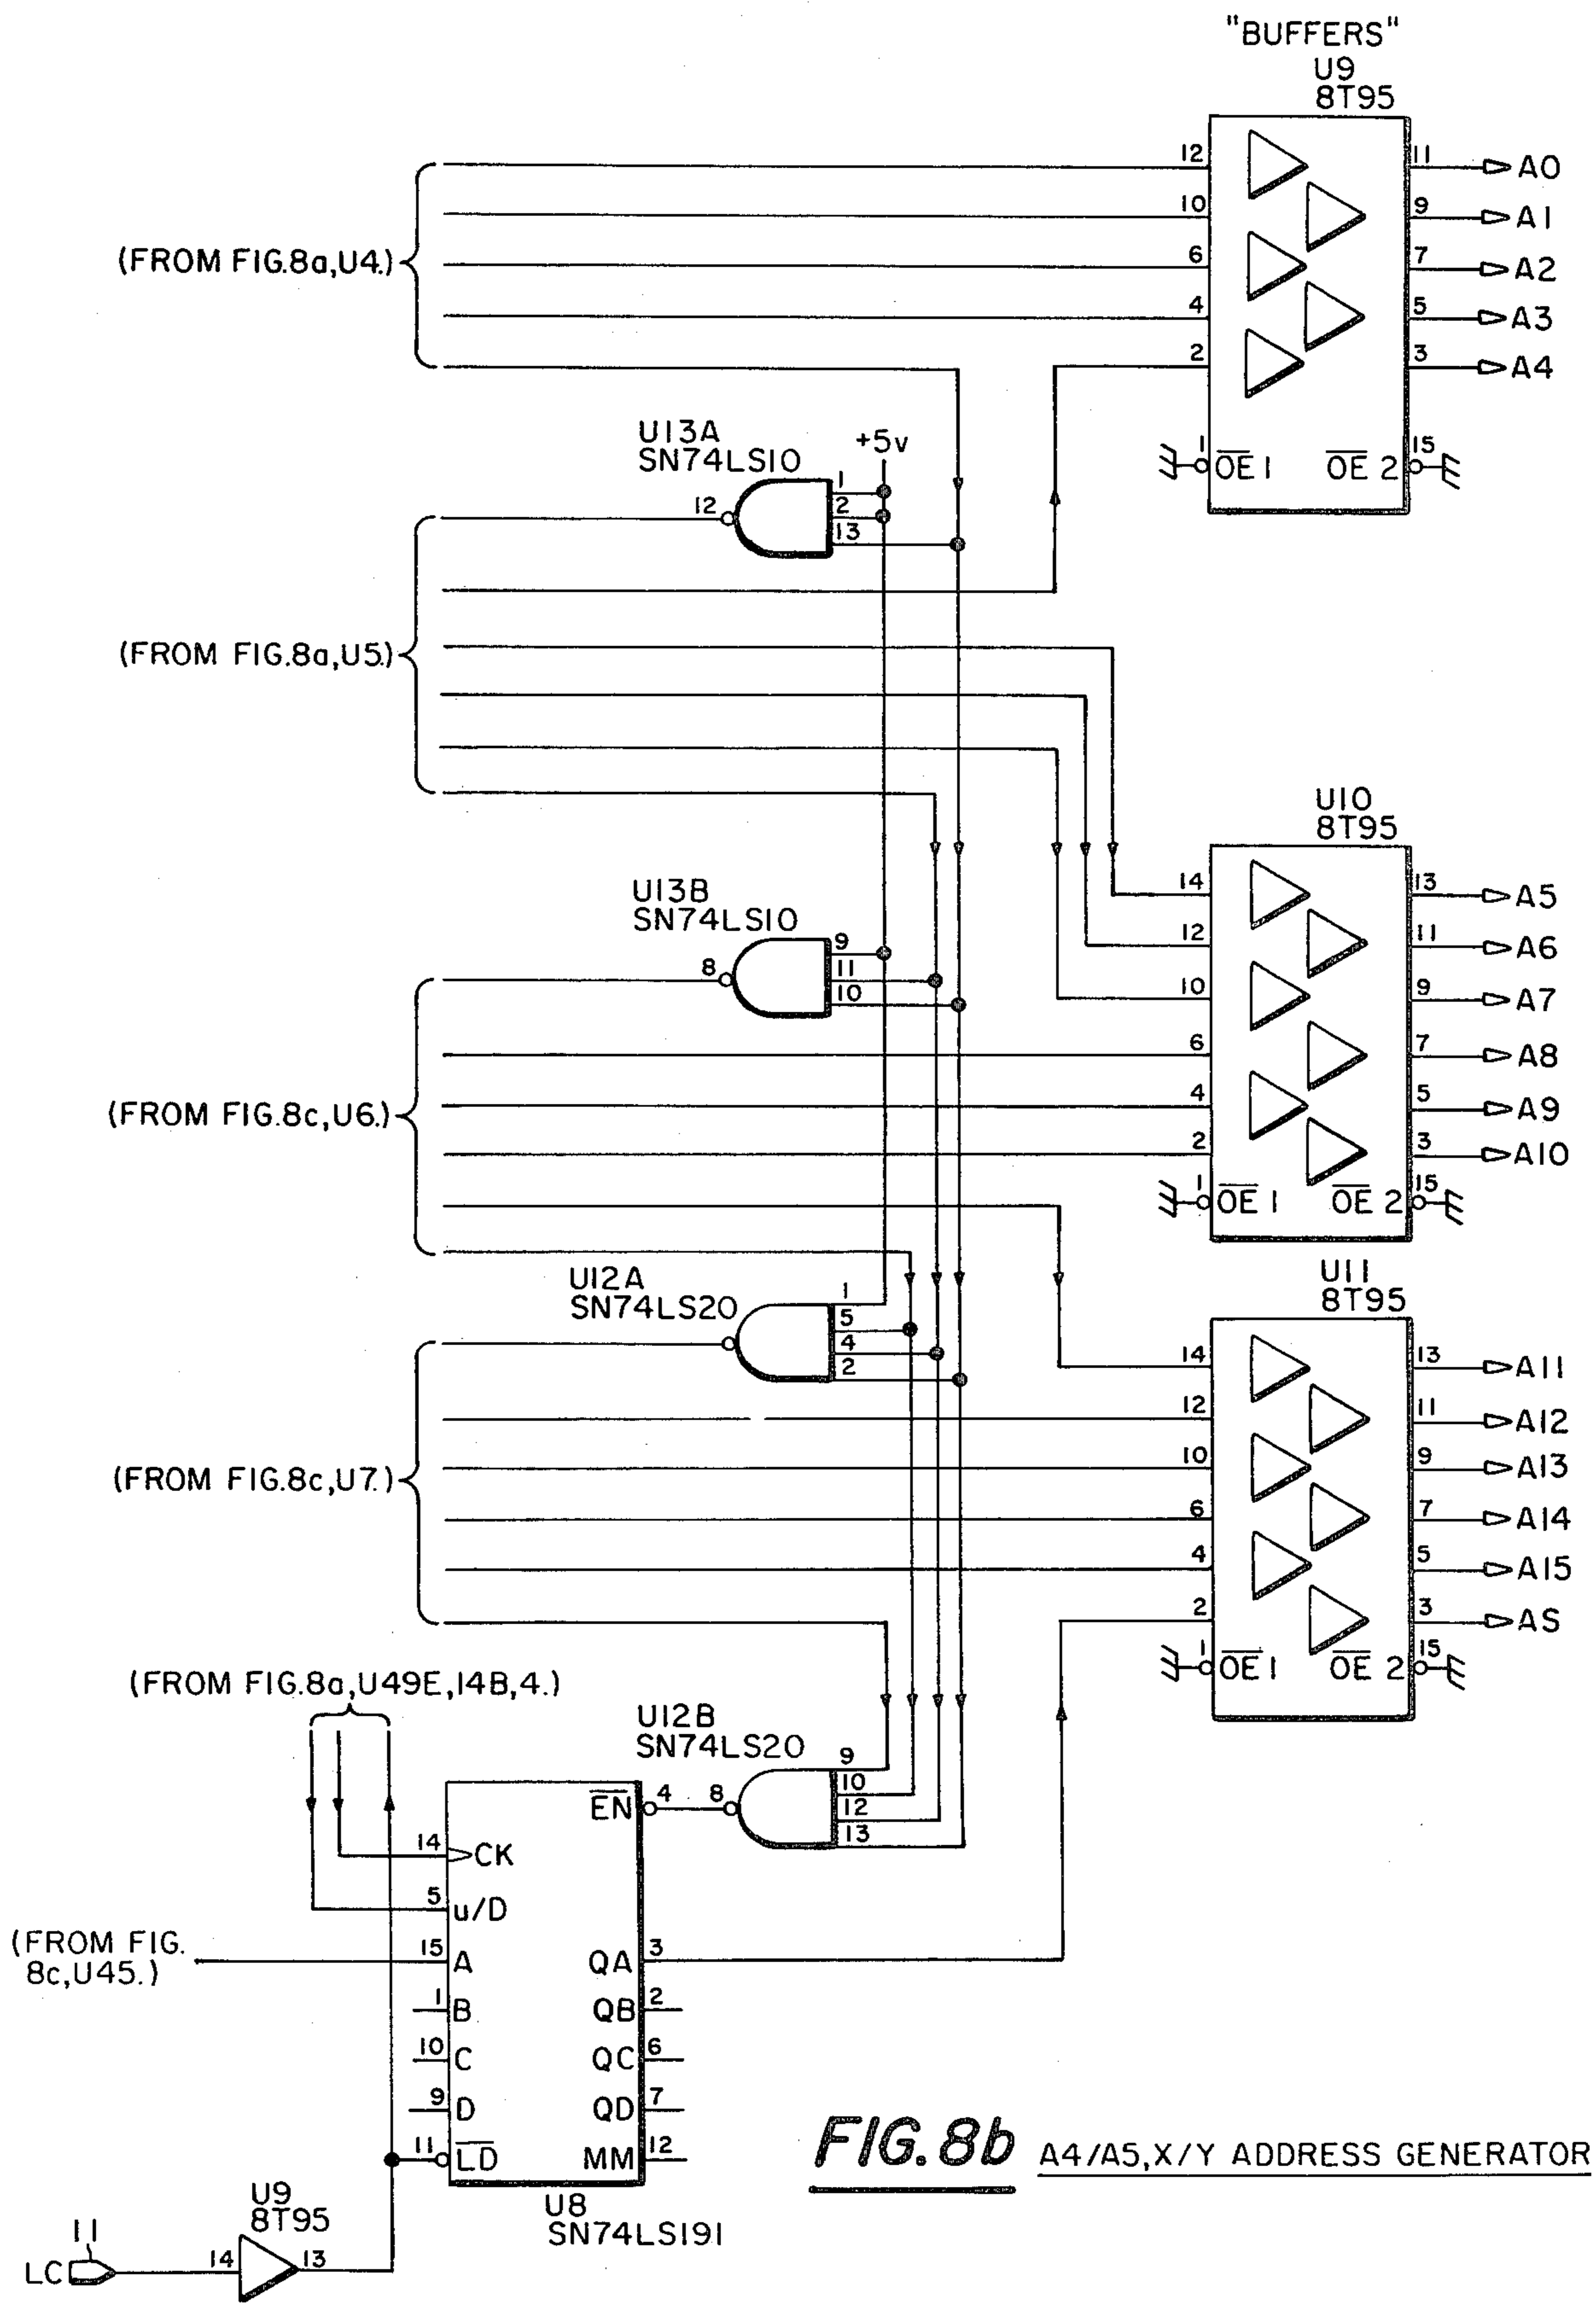 "BUFFERS"
U9
8T95
12
11
A0
10
9
A1
(FROM FIG.8a,U4.)
6
7
A2
4
5
A3
2
3
A4
U13A
SN74LS10
+5v
1
OE 1
OE 2
15
12
1
2
13
(FROM FIG.8a,U5.)
U10
8T95
14
13
A5
U13B
SN74LS10
12
11
A6
8
9
11
10
10
9
A7
6
7
A8
(FROM FIG.8c,U6.)
4
5
A9
2
3
A10
1
OE 1
OE 2
15
U12A
SN74LS20
U11
8T95
1
5
4
2
14
13
A11
12
11
A12
(FROM FIG.8c,U7.)
10
9
A13
6
7
A14
4
5
A15
2
3
AS
1
OE 1
OE 2
15
(FROM FIG.8a,U49E,14B,4.)
U12B
SN74LS20
EN
4
8
9
10
12
13
14
CK
5
u/D
(FROM FIG.
8c,U45.)
15
A
QA
3
1
B
QB
2
10
C
QC
6
9
D
QD
7
11
LD
MM
12
FIG.8b
A4/A5,X/Y ADDRESS GENERATOR
U8
SN74LS191
U9
8T95
11
LC
14
13